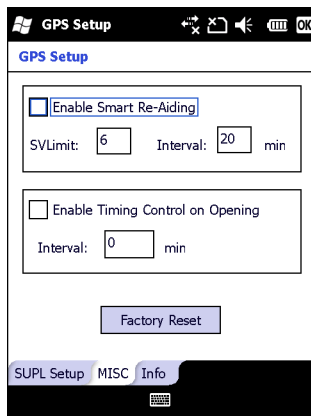 GPS Setup
OK
GPS Setup
Enable Smart Re-Aiding
SVLimit: 6 Interval: 20 min
Enable Timing Control on Opening
Interval: 0 min
Factory Reset
SUPL Setup MISC Info